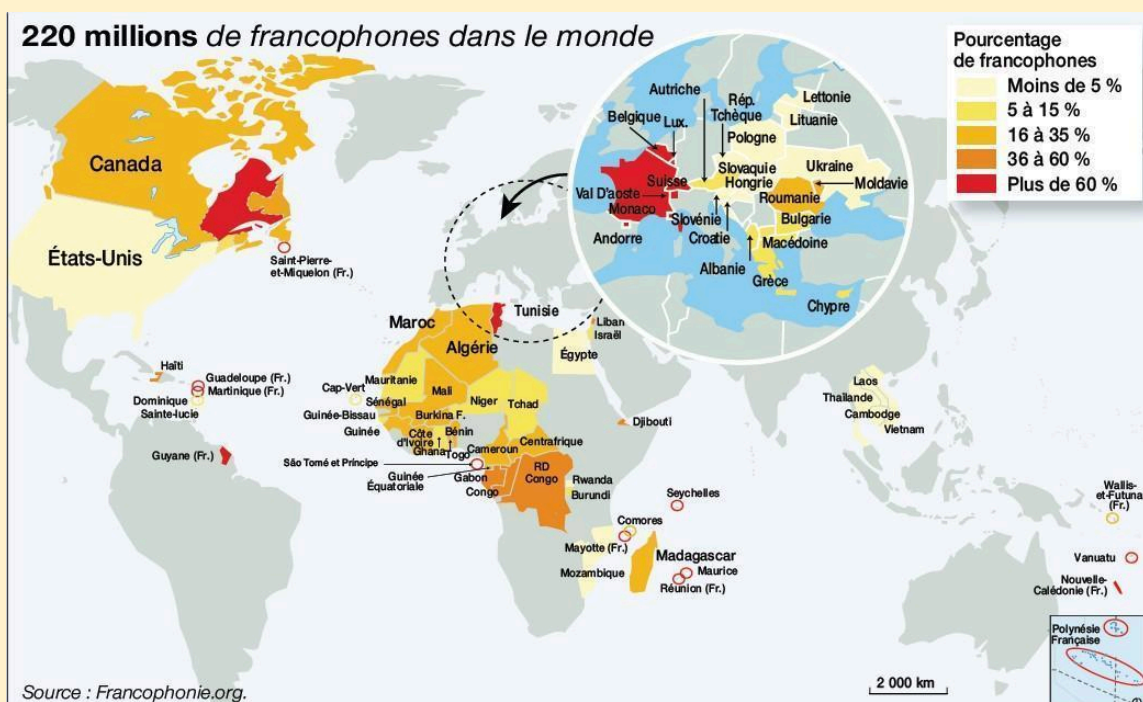 220 millions de francophones dans le monde
Pourcentage
de francophones
Moins de 5 %
5 à 15 %
16 à 35 %
36 à 60 %
Plus de 60 %
Autriche
Belgique
Lux.
Rép.
Tchèque
Pologne
Lettonie
Lituanie
Slovaquie
Hongrie
Ukraine
Moldavie
Suisse
Val D'aoste
Monaco
Roumanie
Slovénie
Croatie
Bulgarie
Andorre
Macédoine
Albanie
Grèce
Chypre
Canada
États-Unis
Saint-Pierre-
et-Miquelon (Fr.)
Maroc
Tunisie
Algérie
Liban
Israël
Égypte
Haïti
Guadeloupe (Fr.)
Martinique (Fr.)
Dominique
Sainte-lucie
Guyane (Fr.)
Cap-Vert
Mauritanie
Mali
Niger
Tchad
Sénégal
Guinée-Bissau
Burkina F.
Guinée
Côte
d'Ivoire
Bénin
Ghana
Togo
Cameroun
Centrafrique
Djibouti
São Tomé et Príncipe
Guinée
Équatoriale
Gabon
Congo
RD
Congo
Rwanda
Burundi
Seychelles
Comores
Mayotte (Fr.)
Madagascar
Mozambique
Maurice
Réunion (Fr.)
Laos
Thaïlande
Cambodge
Vietnam
Wallis-
et-Futuna
(Fr.)
Vanuatu
Nouvelle-
Calédonie (Fr.)
Polynésie
Française
2 000 km
Source : Francophonie.org.